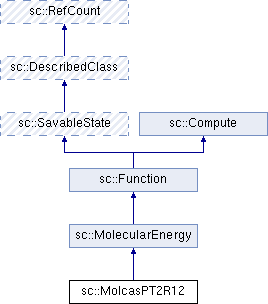 sc::RefCount
sc::DescribedClass
sc::SavableState
sc::Compute
sc::Function
sc::MolecularEnergy
sc::MolcasPT2R12